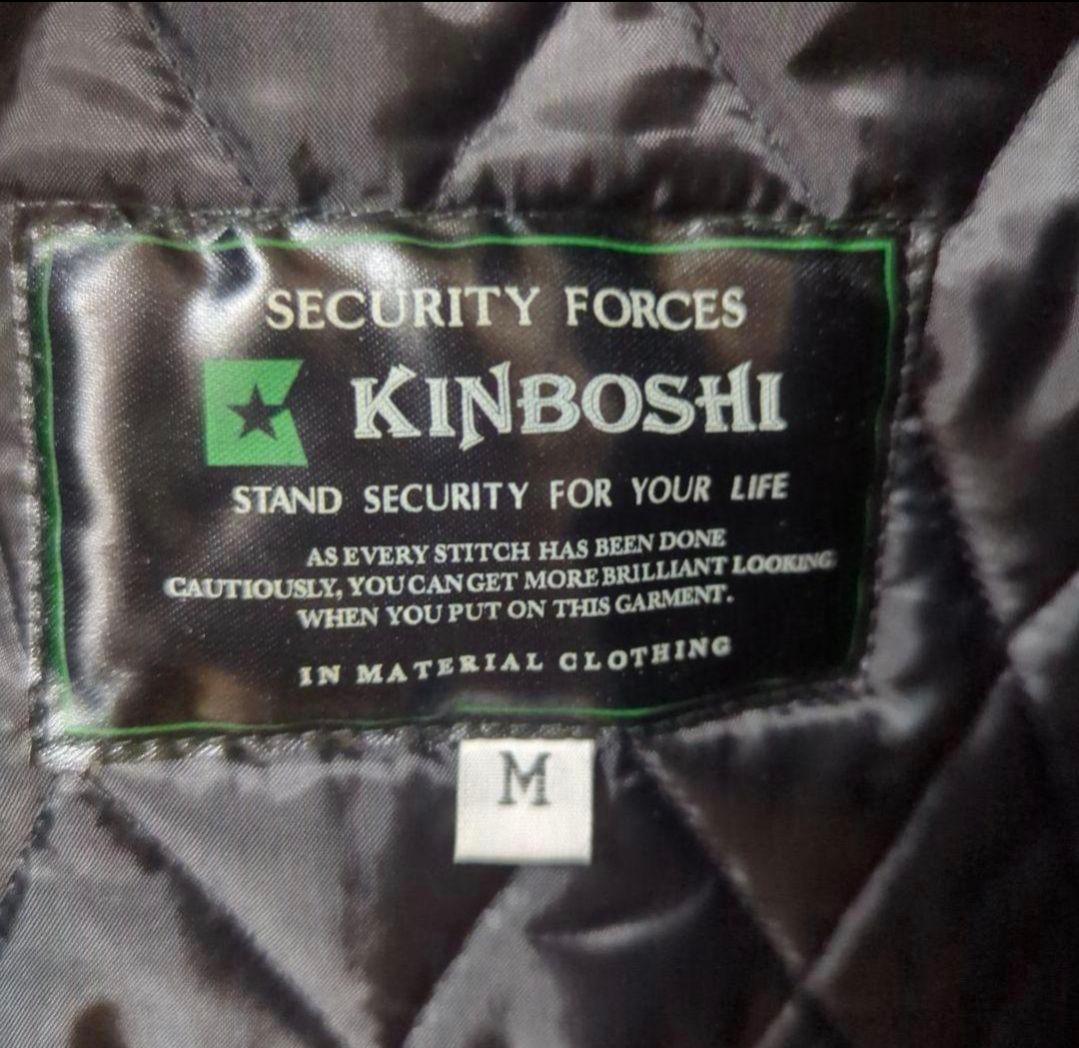 SECURITY FORCES
KINBOSHI
STAND SECURITY FOR YOUR LIFE
AS EVERY STITCH HAS BEEN DONE
CAUTIOUSLY, YOU CAN GET MORE BRILLIANT LOOKING
WHEN YOU PUT ON THIS GARMENT.
IN MATERIAL CLOTHING
M